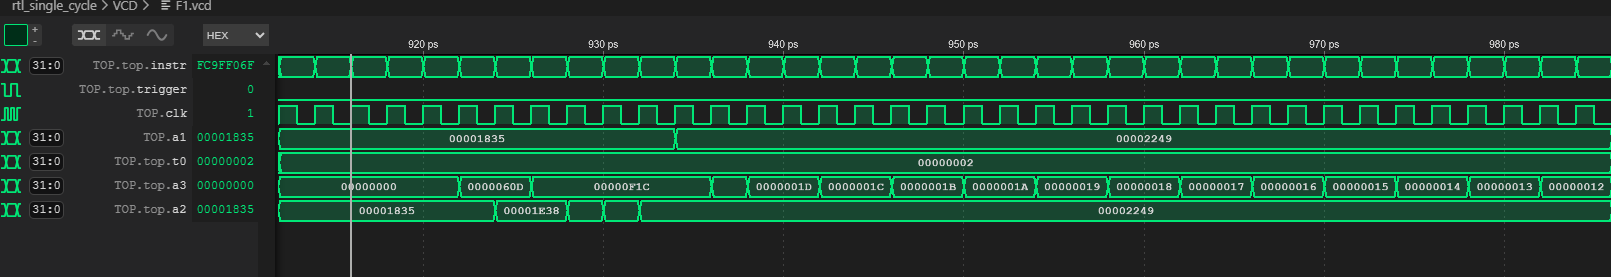 rtl_single_cycle > VCD > F1.vcd
+
-
HEX
920 ps 930 ps 940 ps 950 ps 960 ps 970 ps 980 ps
31:0 TOP.top.instr FC9FF06F
TOP.top.trigger 0
TOP.clk 1
31:0 TOP.a1 00001835 00001835 00002249
31:0 TOP.top.t0 00000002 00000002
31:0 TOP.top.a3 00000000 00000000 0000060D 00000F1C 0000001D 0000001C 0000001B 0000001A 00000019 00000018 00000017 00000016 00000015 00000014 00000013 00000012
31:0 TOP.top.a2 00001835 00001835 00001E38 00002249